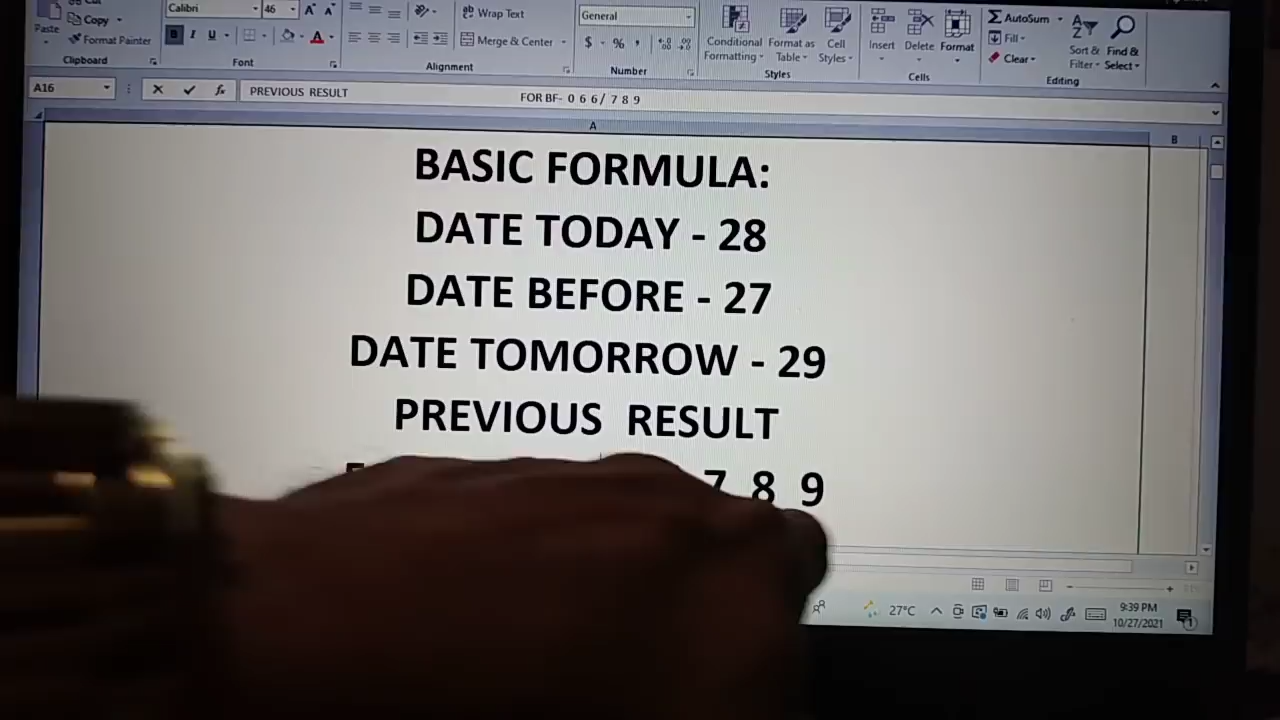 Calibri 46
Copy Wrap Text General AutoSum
Paste
Format Painter B I U A Merge & Center $ % , Conditional Formatting Format as Table Cell Styles Insert Delete Format Fill Clear Sort & Filter Find & Select
Clipboard Font Alignment Number Styles Cells Editing
A16 fx PREVIOUS RESULT FOR BF- 0 6 6 / 7 8 9
A B
BASIC FORMULA:
DATE TODAY - 28
DATE BEFORE - 27
DATE TOMORROW - 29
PREVIOUS RESULT
7 8 9
27°C 9:39 PM
10/27/2021